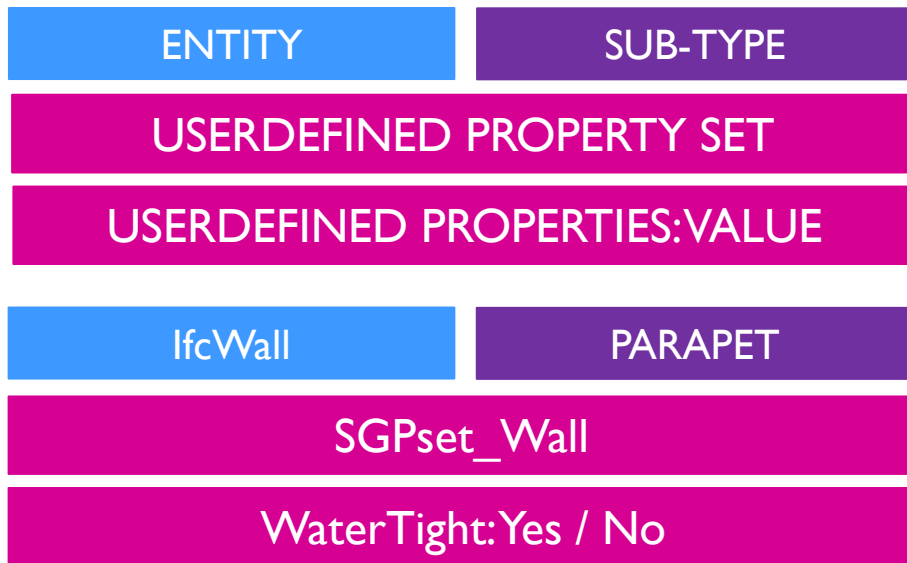 ENTITY SUB-TYPE
USERDEFINED PROPERTY SET
USERDEFINED PROPERTIES:VALUE
IfcWall PARAPET
SGPset_Wall
WaterTight:Yes / No